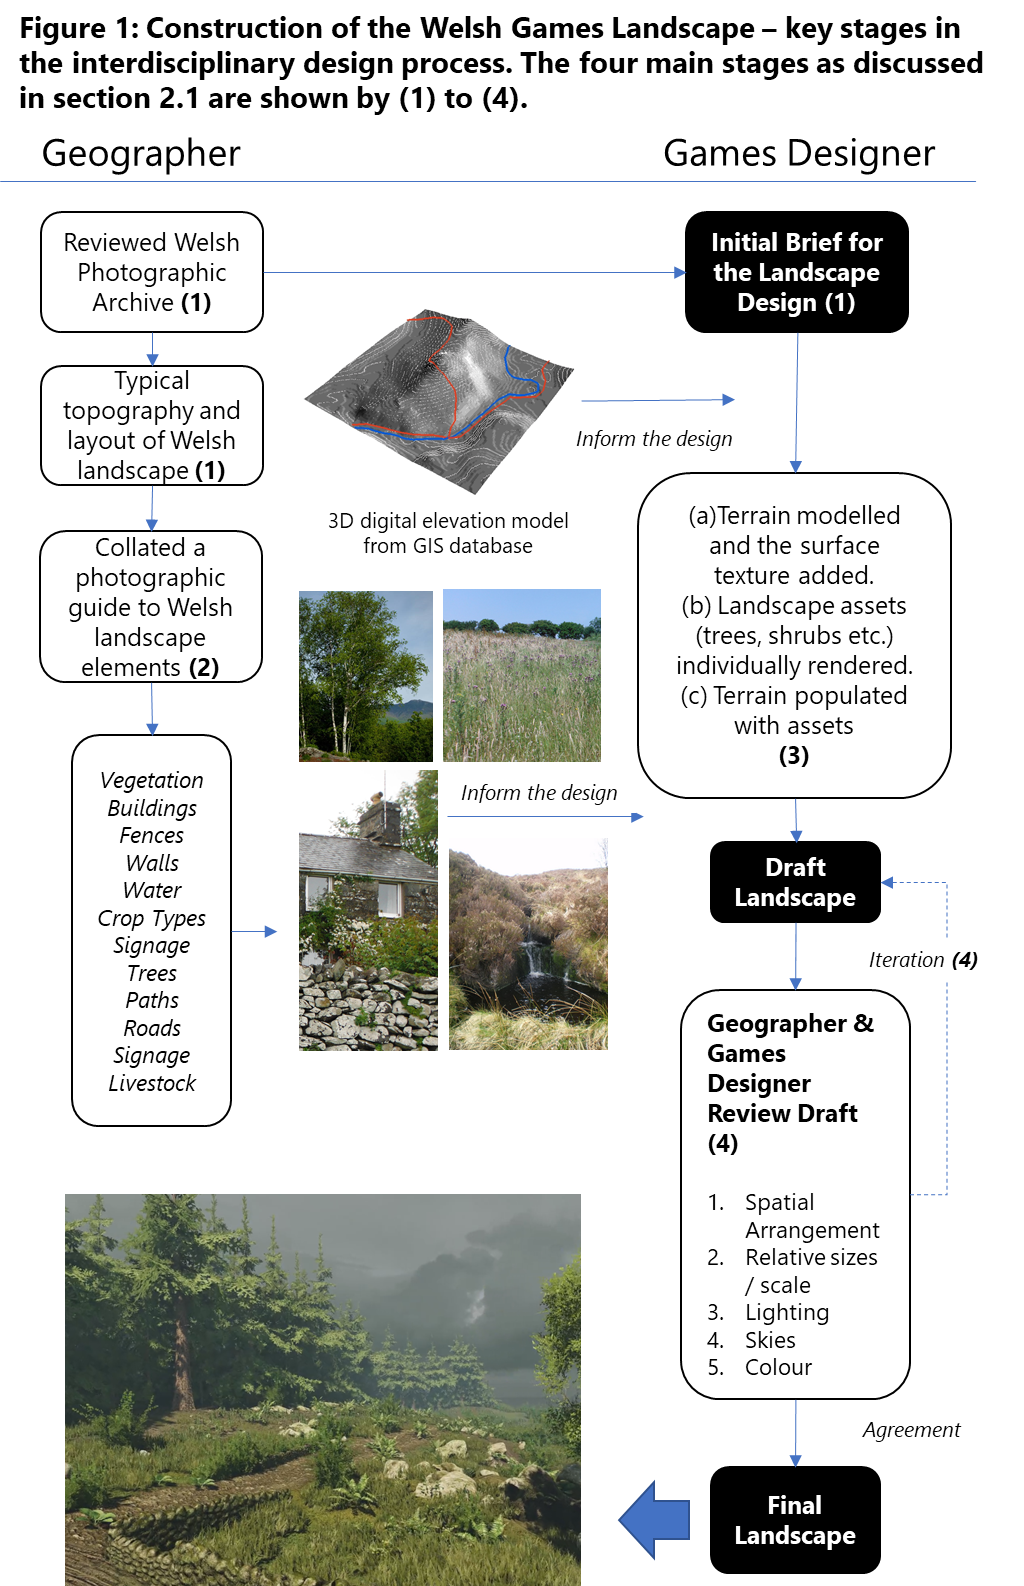 Figure 1: Construction of the Welsh Games Landscape – key stages in
the interdisciplinary design process. The four main stages as discussed
in section 2.1 are shown by (1) to (4).
Geographer
Games Designer
Reviewed Welsh
Photographic
Archive (1)
Initial Brief for
the Landscape
Design (1)
Typical
topography and
layout of Welsh
landscape (1)
Inform the design
3D digital elevation model
from GIS database
Collated a
photographic
guide to Welsh
landscape
elements (2)
(a)Terrain modelled
and the surface
texture added.
(b) Landscape assets
(trees, shrubs etc.)
individually rendered.
(c) Terrain populated
with assets
(3)
Vegetation
Buildings
Fences
Walls
Water
Crop Types
Signage
Trees
Paths
Roads
Signage
Livestock
Inform the design
Draft
Landscape
Iteration (4)
Geographer &
Games
Designer
Review Draft
(4)
1. Spatial
Arrangement
2. Relative sizes
/ scale
3. Lighting
4. Skies
5. Colour
Agreement
Final
Landscape